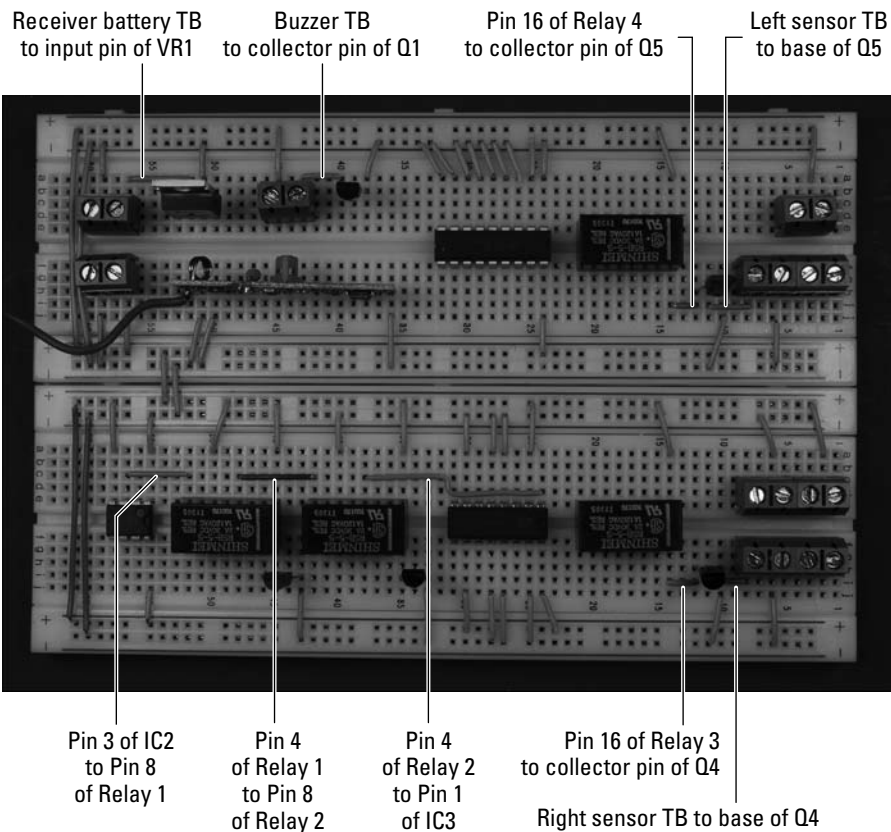 Receiver battery TB
to input pin of VR1
Buzzer TB
to collector pin of Q1
Pin 16 of Relay 4
to collector pin of Q5
Left sensor TB
to base of Q5
SHINMEI
SHINMEI
SHINMEI
SHINMEI
Pin 3 of IC2
to Pin 8
of Relay 1
Pin 4
of Relay 1
to Pin 8
of Relay 2
Pin 4
of Relay 2
to Pin 1
of IC3
Pin 16 of Relay 3
to collector pin of Q4
Right sensor TB to base of Q4